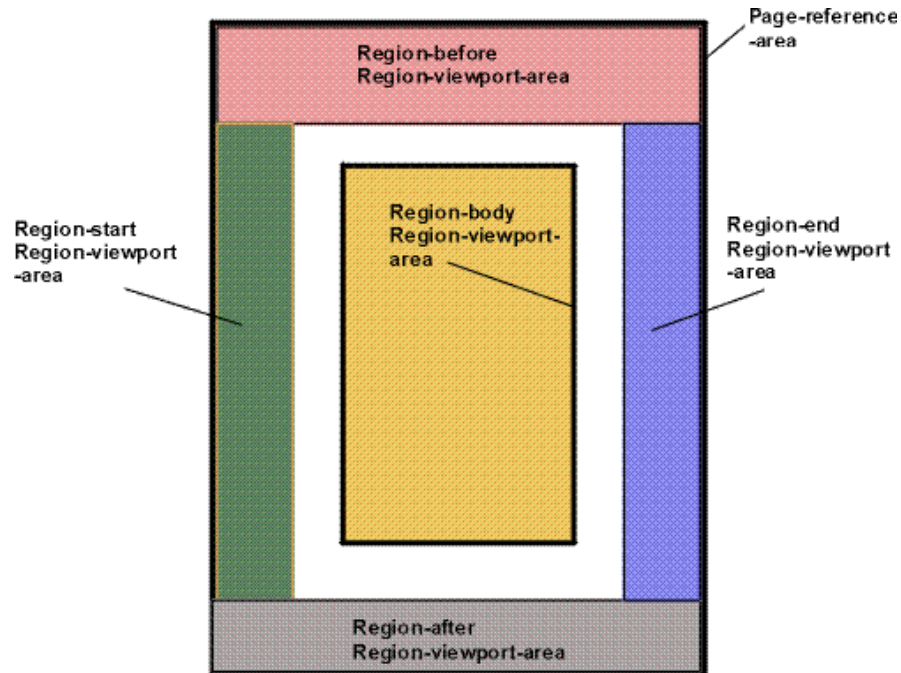 Page-reference
-area
Region-before
Region-viewport-area
Region-start
Region-viewport
-area
Region-body
Region-viewport-
area
Region-end
Region-viewport
-area
Region-after
Region-viewport-area